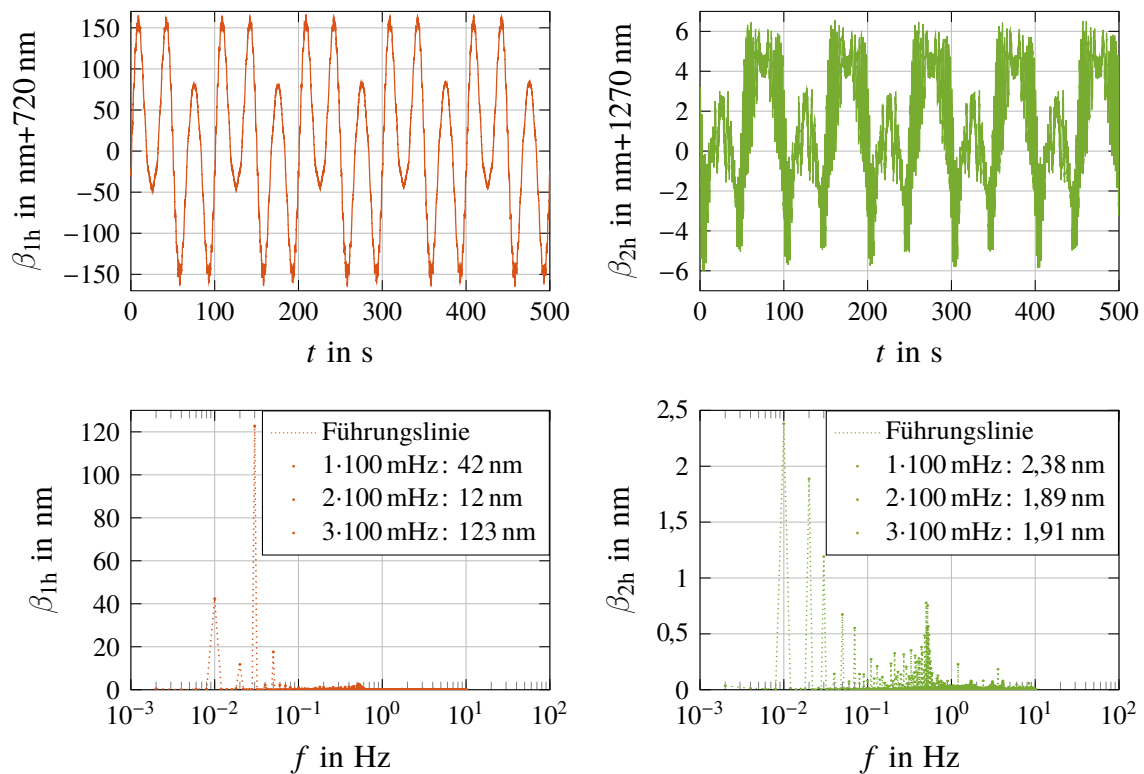 β1h in nm+720 nm
150
100
50
0
−50
−100
−150
0 100 200 300 400 500
t in s
β2h in nm+1270 nm
6
4
2
0
−2
−4
−6
0 100 200 300 400 500
t in s
β1h in nm
120
100
80
60
40
20
0
Führungslinie
1·100 mHz: 42 nm
2·100 mHz: 12 nm
3·100 mHz: 123 nm
10⁻³ 10⁻² 10⁻¹ 10⁰ 10¹ 10²
f in Hz
β2h in nm
2,5
2
1,5
1
0,5
0
Führungslinie
1·100 mHz: 2,38 nm
2·100 mHz: 1,89 nm
3·100 mHz: 1,91 nm
10⁻³ 10⁻² 10⁻¹ 10⁰ 10¹ 10²
f in Hz